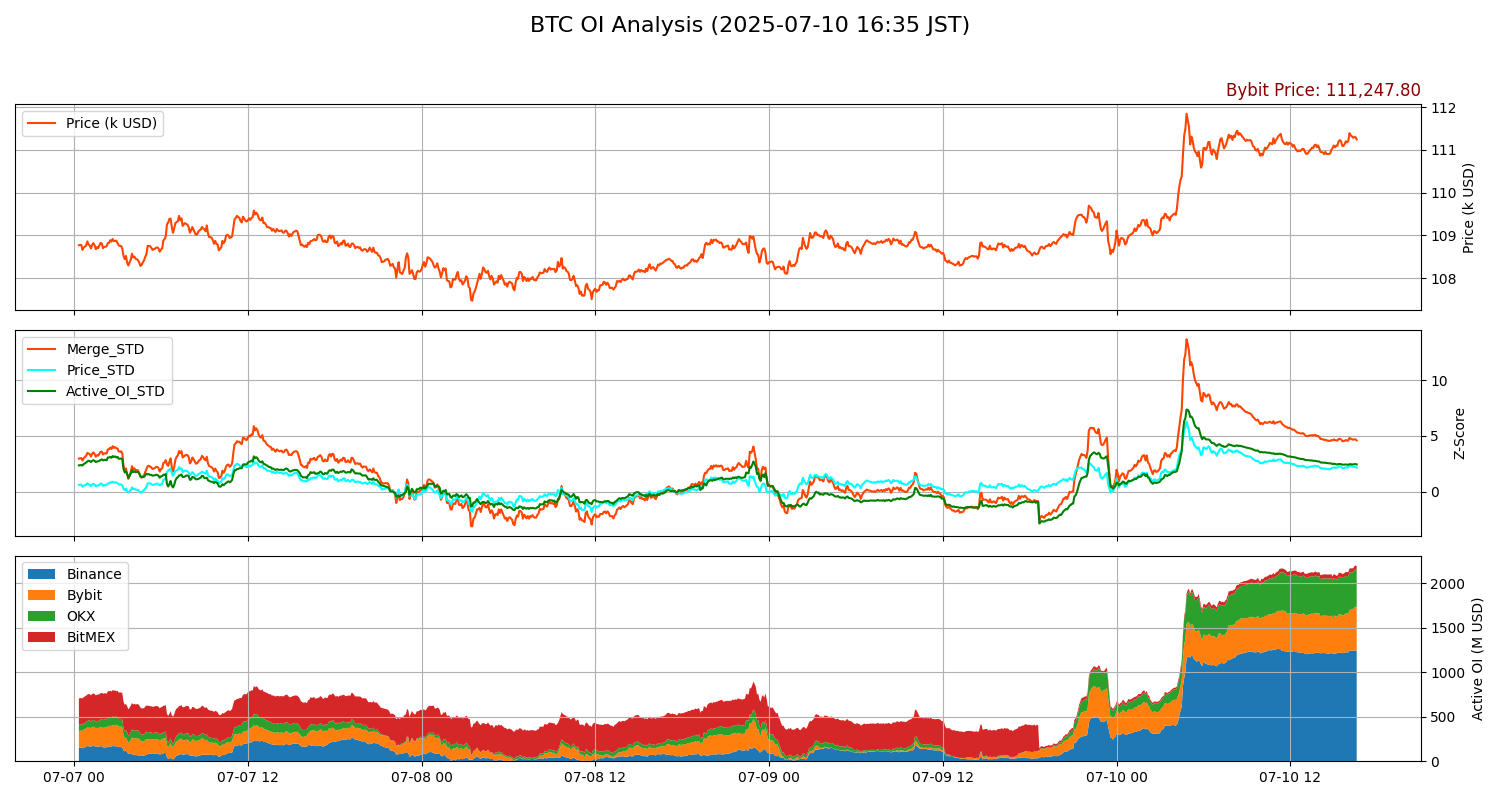 BTC OI Analysis (2025-07-10 16:35 JST)
Bybit Price: 111,247.80
Price (k USD)
112
111
110
109
108
Price (k USD)
Merge_STD
Price_STD
Active_OI_STD
10
5
0
Z-Score
Binance
Bybit
OKX
BitMEX
2000
1500
1000
500
0
Active OI (M USD)
07-07 00
07-07 12
07-08 00
07-08 12
07-09 00
07-09 12
07-10 00
07-10 12